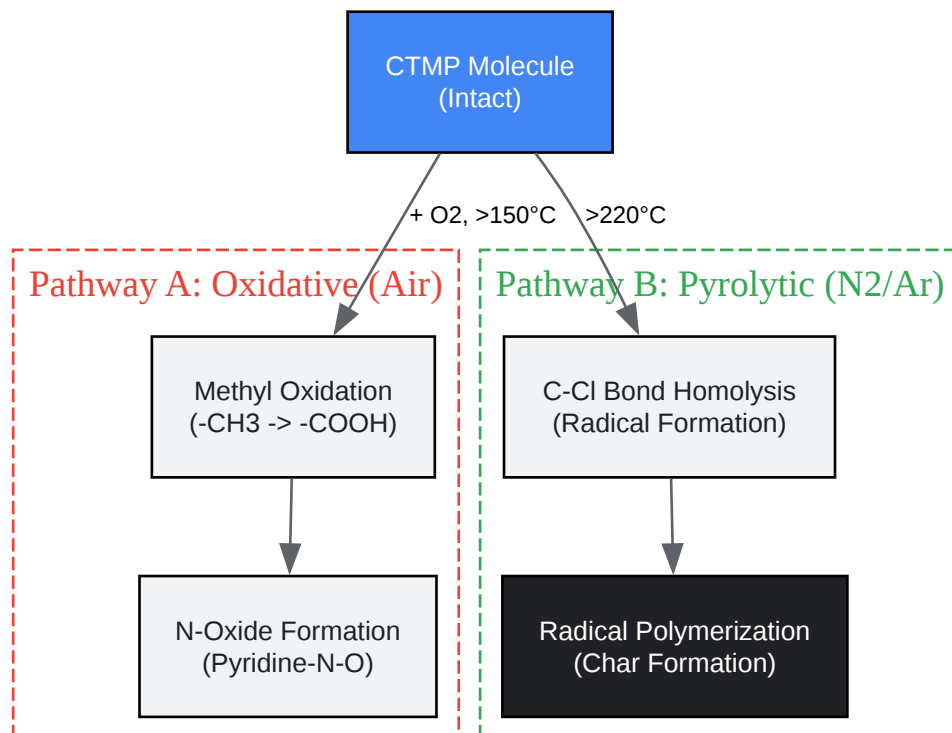 CTMP Molecule
(Intact)
+ O2, >150°C
>220°C
Pathway A: Oxidative (Air)
Pathway B: Pyrolytic (N2/Ar)
Methyl Oxidation
(-CH3 -> -COOH)
C-Cl Bond Homolysis
(Radical Formation)
N-Oxide Formation
(Pyridine-N-O)
Radical Polymerization
(Char Formation)